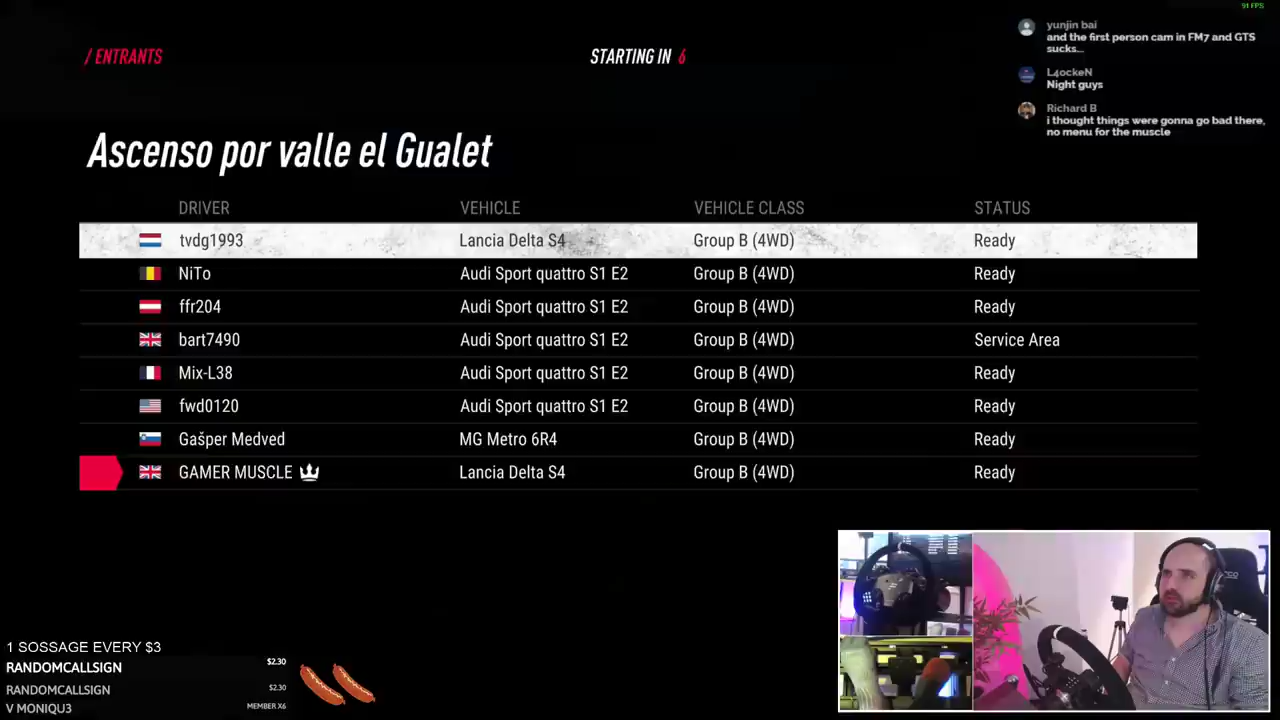 91 FPS
/ ENTRANTS
STARTING IN 6
yunjin bai
and the first person cam in FM7 and GTS
sucks...
L4ockeN
Night guys
Richard B
i thought things were gonna go bad there,
no menu for the muscle
Ascenso por valle el Gualet
DRIVER VEHICLE VEHICLE CLASS STATUS
tvdg1993 Lancia Delta S4 Group B (4WD) Ready
NiTo Audi Sport quattro S1 E2 Group B (4WD) Ready
ffr204 Audi Sport quattro S1 E2 Group B (4WD) Ready
bart7490 Audi Sport quattro S1 E2 Group B (4WD) Service Area
Mix-L38 Audi Sport quattro S1 E2 Group B (4WD) Ready
fwd0120 Audi Sport quattro S1 E2 Group B (4WD) Ready
Gašper Medved MG Metro 6R4 Group B (4WD) Ready
GAMER MUSCLE Lancia Delta S4 Group B (4WD) Ready
1 SOSSAGE EVERY $3
RANDOMCALLSIGN $2.30
RANDOMCALLSIGN $2.30
V MONIQU3 MEMBER X6